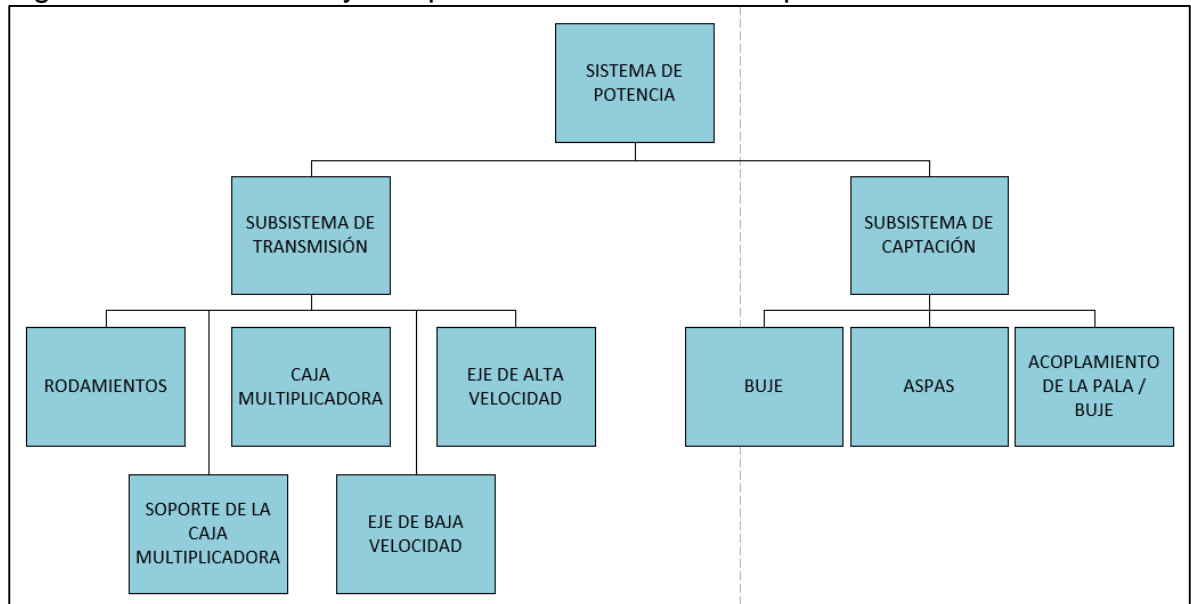 SISTEMA DE
POTENCIA
SUBSISTEMA DE
TRANSMISIÓN
SUBSISTEMA DE
CAPTACIÓN
RODAMIENTOS
CAJA
MULTIPLICADORA
EJE DE ALTA
VELOCIDAD
BUJE
ASPAS
ACOPLAMIENTO
DE LA PALA /
BUJE
SOPORTE DE LA
CAJA
MULTIPLICADORA
EJE DE BAJA
VELOCIDAD